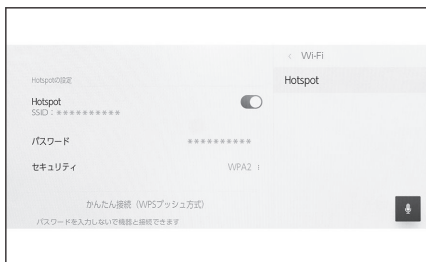 Wi-Fi
Hotspot
Hotspotの設定
Hotspot
SSID：**********
パスワード
**********
セキュリティ
WPA2
かんたん接続（WPSプッシュ方式）
パスワードを入力しないで機器と接続できます